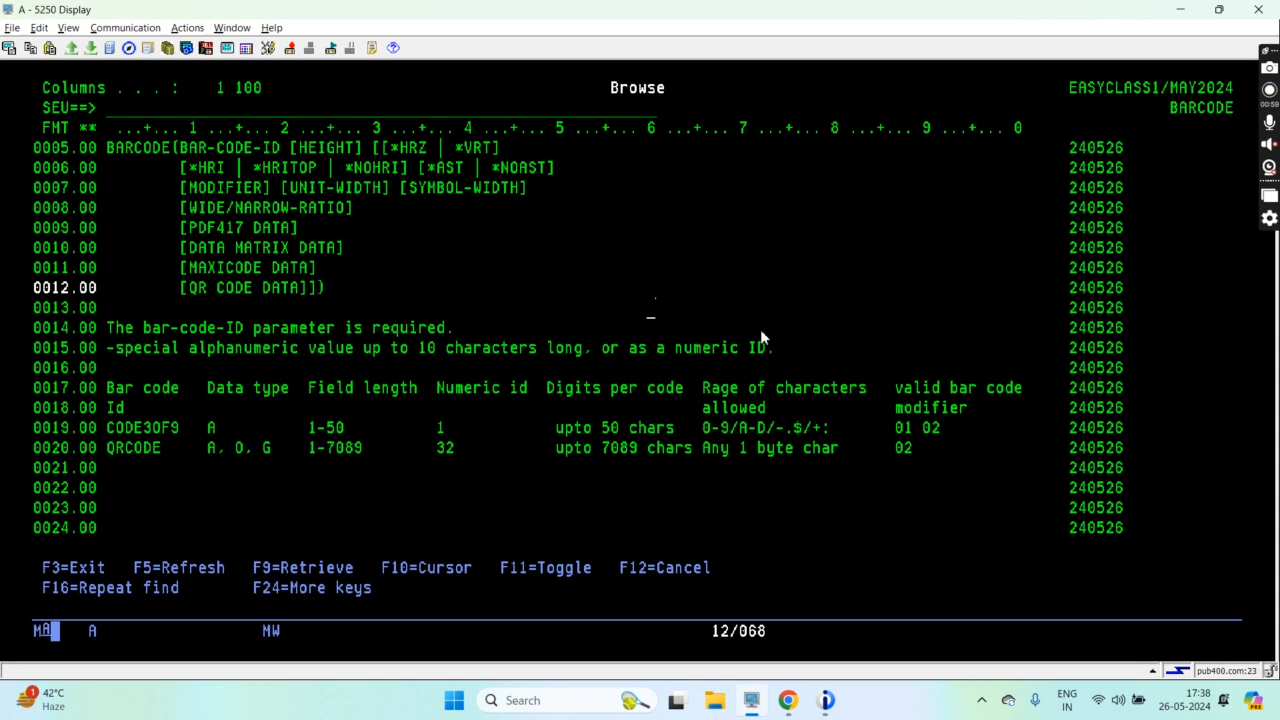 A - 5250 Display
File Edit View Communication Actions Window Help
Columns . . . : 1 100 Browse EASYCLASS1/MAY2024
SEU==> BARCODE
FMT ** ...+... 1 ...+... 2 ...+... 3 ...+... 4 ...+... 5 ...+... 6 ...+... 7 ...+... 8 ...+... 9 ...+... 0
0005.00 BARCODE(BAR-CODE-ID [HEIGHT] [[*HRZ | *VRT] 240526
0006.00 [*HRI | *HRITOP | *NOHRI] [*AST | *NOAST] 240526
0007.00 [MODIFIER] [UNIT-WIDTH] [SYMBOL-WIDTH] 240526
0008.00 [WIDE/NARROW-RATIO] 240526
0009.00 [PDF417 DATA] 240526
0010.00 [DATA MATRIX DATA] 240526
0011.00 [MAXICODE DATA] 240526
0012.00 [QR CODE DATA]]) 240526
0013.00 240526
0014.00 The bar-code-ID parameter is required. 240526
0015.00 -special alphanumeric value up to 10 characters long, or as a numeric ID. 240526
0016.00 240526
0017.00 Bar code Data type Field length Numeric id Digits per code Rage of characters valid bar code 240526
0018.00 Id allowed modifier 240526
0019.00 CODE3OF9 A 1-50 1 upto 50 chars 0-9/A-D/-.$/+: 01 02 240526
0020.00 QRCODE A, O, G 1-7089 32 upto 7089 chars Any 1 byte char 02 240526
0021.00 240526
0022.00 240526
0023.00 240526
0024.00 240526
F3=Exit F5=Refresh F9=Retrieve F10=Cursor F11=Toggle F12=Cancel
F16=Repeat find F24=More keys
MA A MW 12/068
pub400.com:23
00:59
1
42°C
Haze
Search
ENG
IN
17:38
26-05-2024
PRE